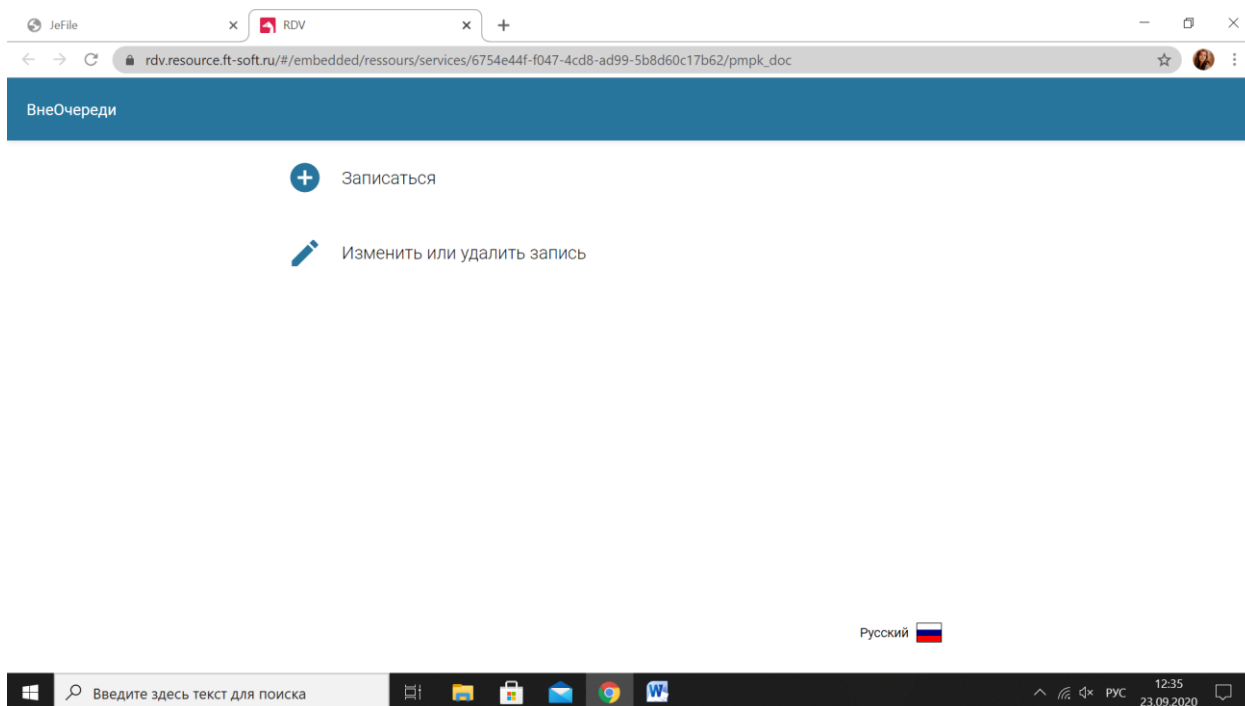 JeFile
RDV
rdv.resource.ft-soft.ru/#/embedded/ressours/services/6754e44f-f047-4cd8-ad99-5b8d60c17b62/pmpk_doc
ВнеОчереди
Записаться
Изменить или удалить запись
Русский
Введите здесь текст для поиска
W
РУС
12:35
23.09.2020